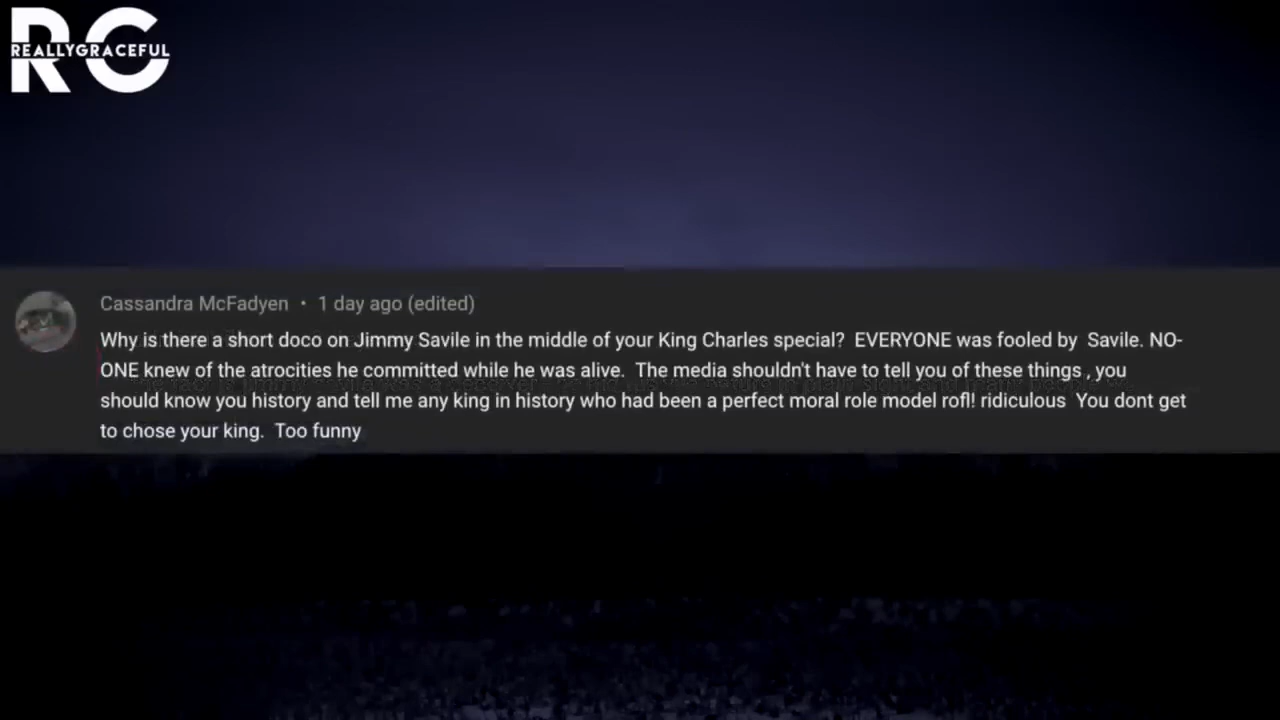 RG
REALLYGRACEFUL
Cassandra McFadyen • 1 day ago (edited)
Why is there a short doco on Jimmy Savile in the middle of your King Charles special?  EVERYONE was fooled by  Savile. NO-
ONE knew of the atrocities he committed while he was alive.  The media shouldn't have to tell you of these things , you
should know you history and tell me any king in history who had been a perfect moral role model rofl! ridiculous  You dont get
to chose your king.  Too funny